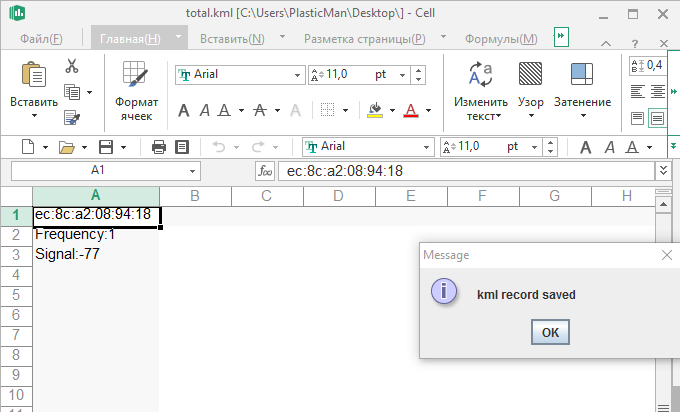 total.kml [C:\Users\PlasticMan\Desktop\] - Cell
Файл(F) Главная(H) Вставить(N) Разметка страницы(P) Формулы(M)
Arial 11,0 pt 0,4
Вставить Формат ячеек Изменить текст Узор Затенение
Arial 11,0 pt
A1 ec:8c:a2:08:94:18
A B C D E F G H
1 ec:8c:a2:08:94:18
2 Frequency:1
3 Signal:-77
4
5
6
7
8
9
10
11
Message
kml record saved
OK